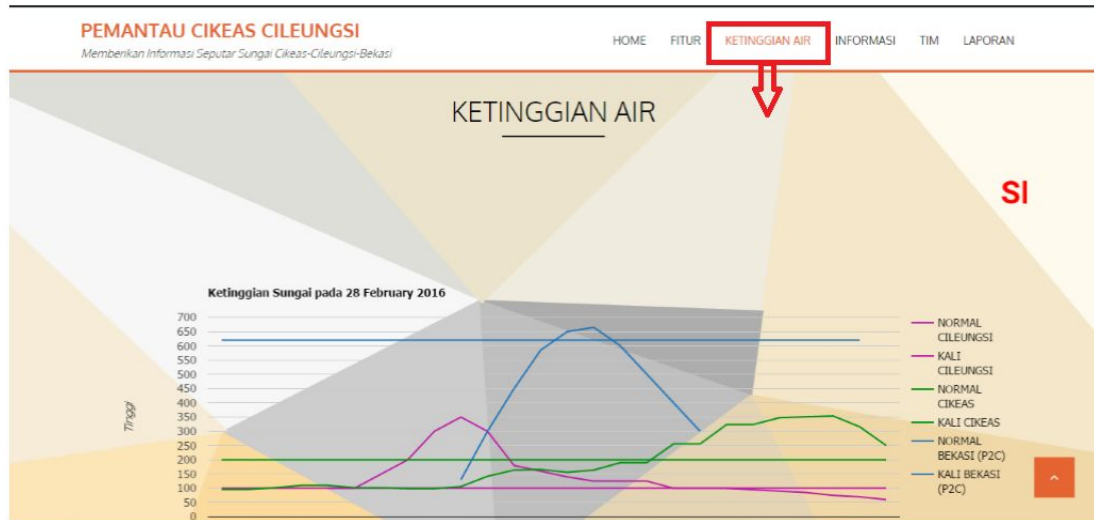 PEMANTAU CIKEAS CILEUNGSI
Memberikan Informasi Seputar Sungai Cikeas-Cileungsi-Bekasi
HOME FITUR KETINGGIAN AIR INFORMASI TIM LAPORAN
KETINGGIAN AIR
SI
Ketinggian Sungai pada 28 February 2016
Tinggi
700
650
600
550
500
450
400
350
300
250
200
150
100
50
0
NORMAL
CILEUNGSI
KALI
CILEUNGSI
NORMAL
CIKEAS
KALI CIKEAS
NORMAL
BEKASI (P2C)
KALI BEKASI
(P2C)